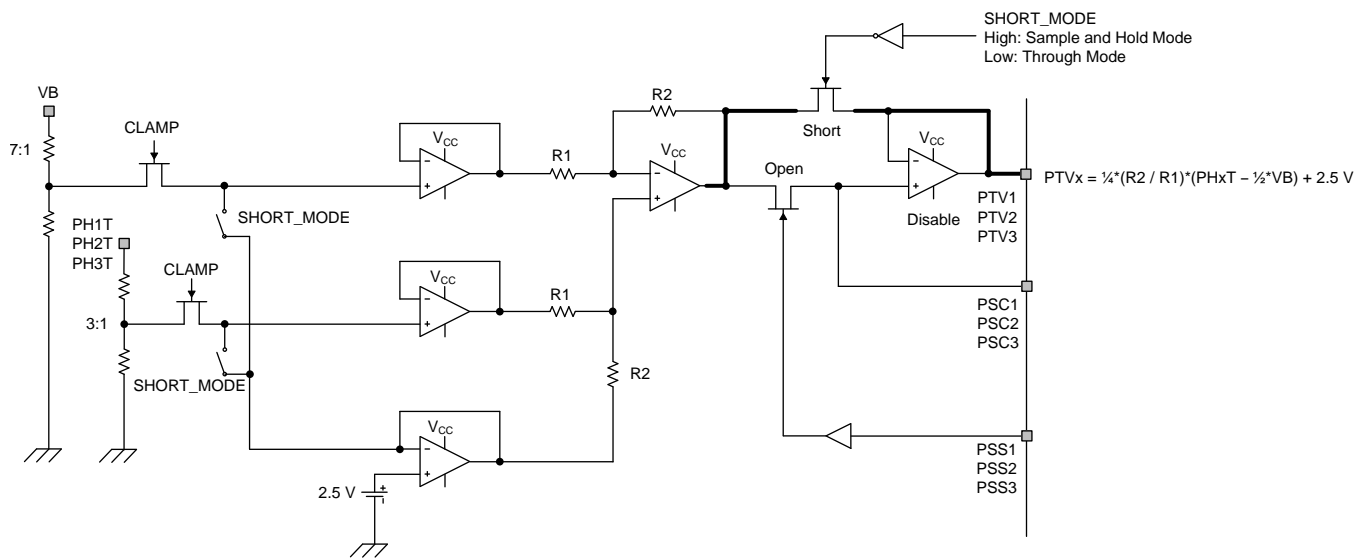 SHORT_MODE
High: Sample and Hold Mode
Low: Through Mode
VB
7:1
CLAMP
SHORT_MODE
PH1T
PH2T
PH3T
CLAMP
3:1
SHORT_MODE
2.5 V
+
VCC
-
+
R1
R2
VCC
-
+
VCC
-
+
R1
R2
VCC
-
+
Short
Open
VCC
-
+
Disable
PTVx = ¼*(R2 / R1)*(PHxT – ½*VB) + 2.5 V
PTV1
PTV2
PTV3
PSC1
PSC2
PSC3
PSS1
PSS2
PSS3